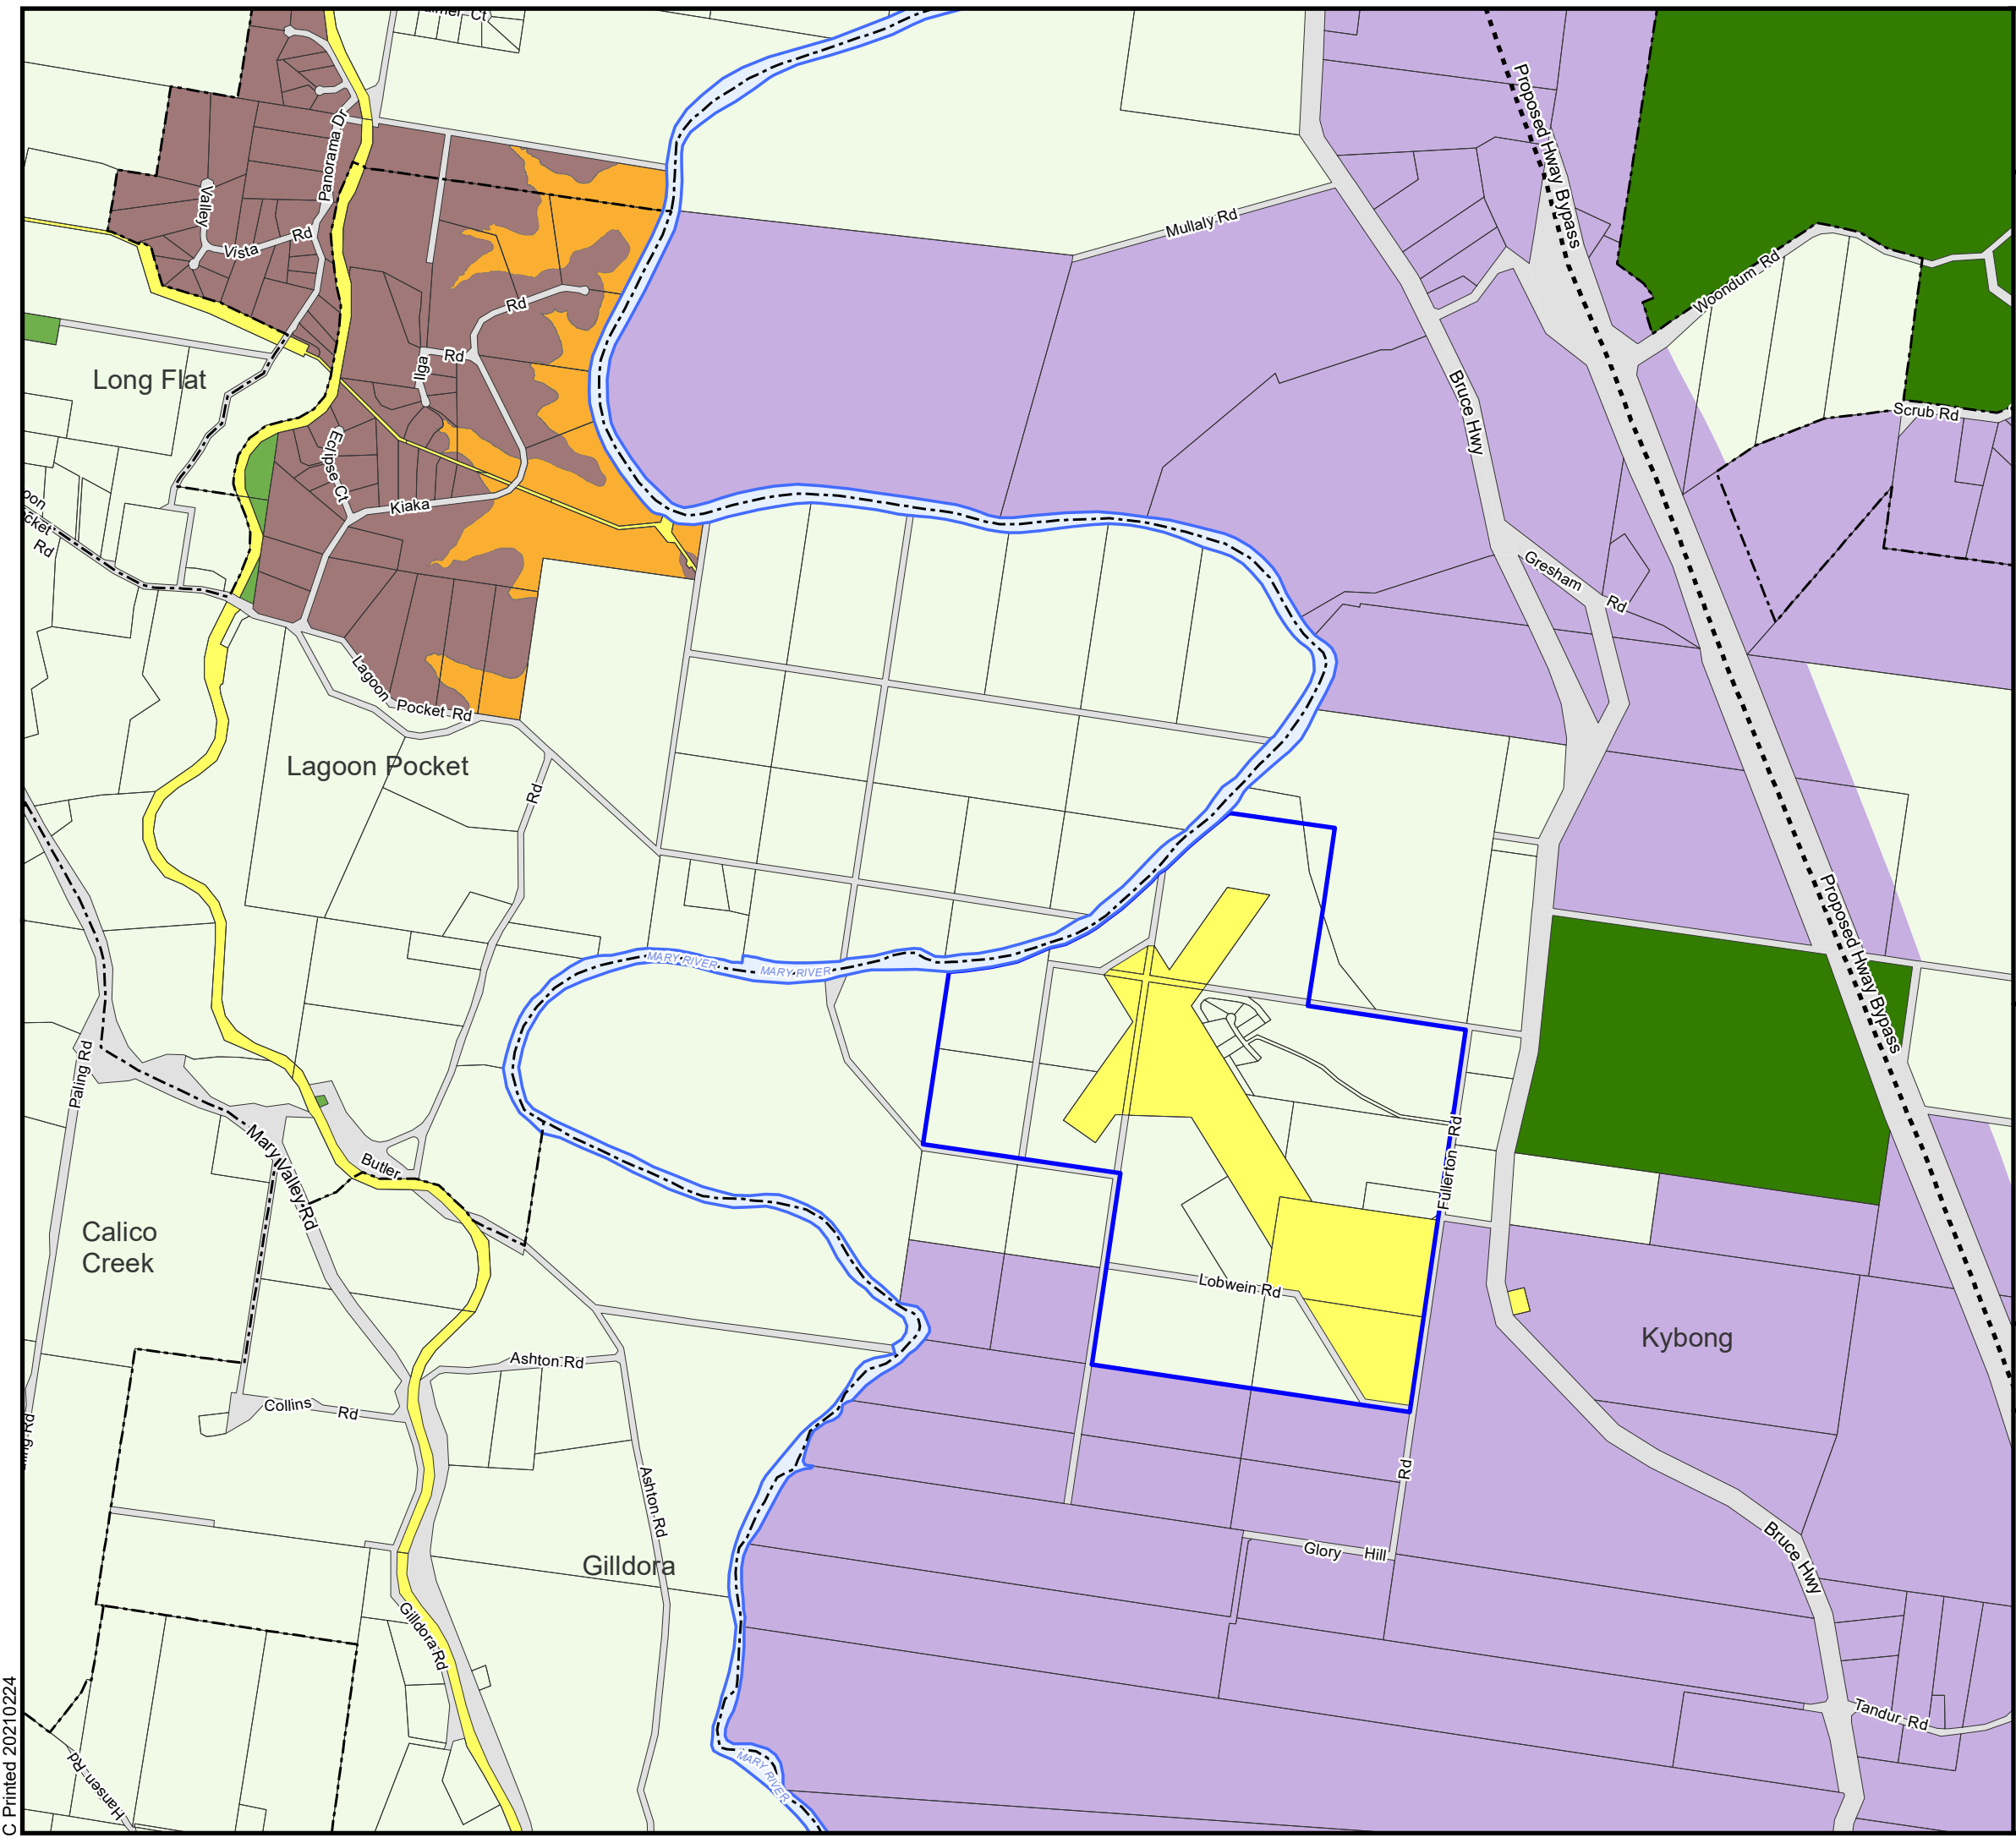 Ct
Proposed Hwy Bypass
Panorama Dr
Valley
Vista
Rd
Mullaly Rd
Woondum Rd
Rd
Rd
Ilga
Long Flat
Bruce Hwy
Scrub Rd
Eclipse Ct
Kiaka
Rd
Gresham
Rd
Lagoon
Pocket Rd
Lagoon Pocket
Rd
Proposed Hway Bypass
MARY RIVER
MARY RIVER
Paling Rd
Mary Valley Rd
Butler
Fullerton Rd
Calico
Creek
Lobwein Rd
Kybong
Ashton Rd
Collins
Rd
Rd
Ashton Rd
Glory
Hill
Gilldora
Bruce Hwy
Gilldora Rd
Tandur Rd
MARY RIVER
Hansen Rd
C Printed 20210224